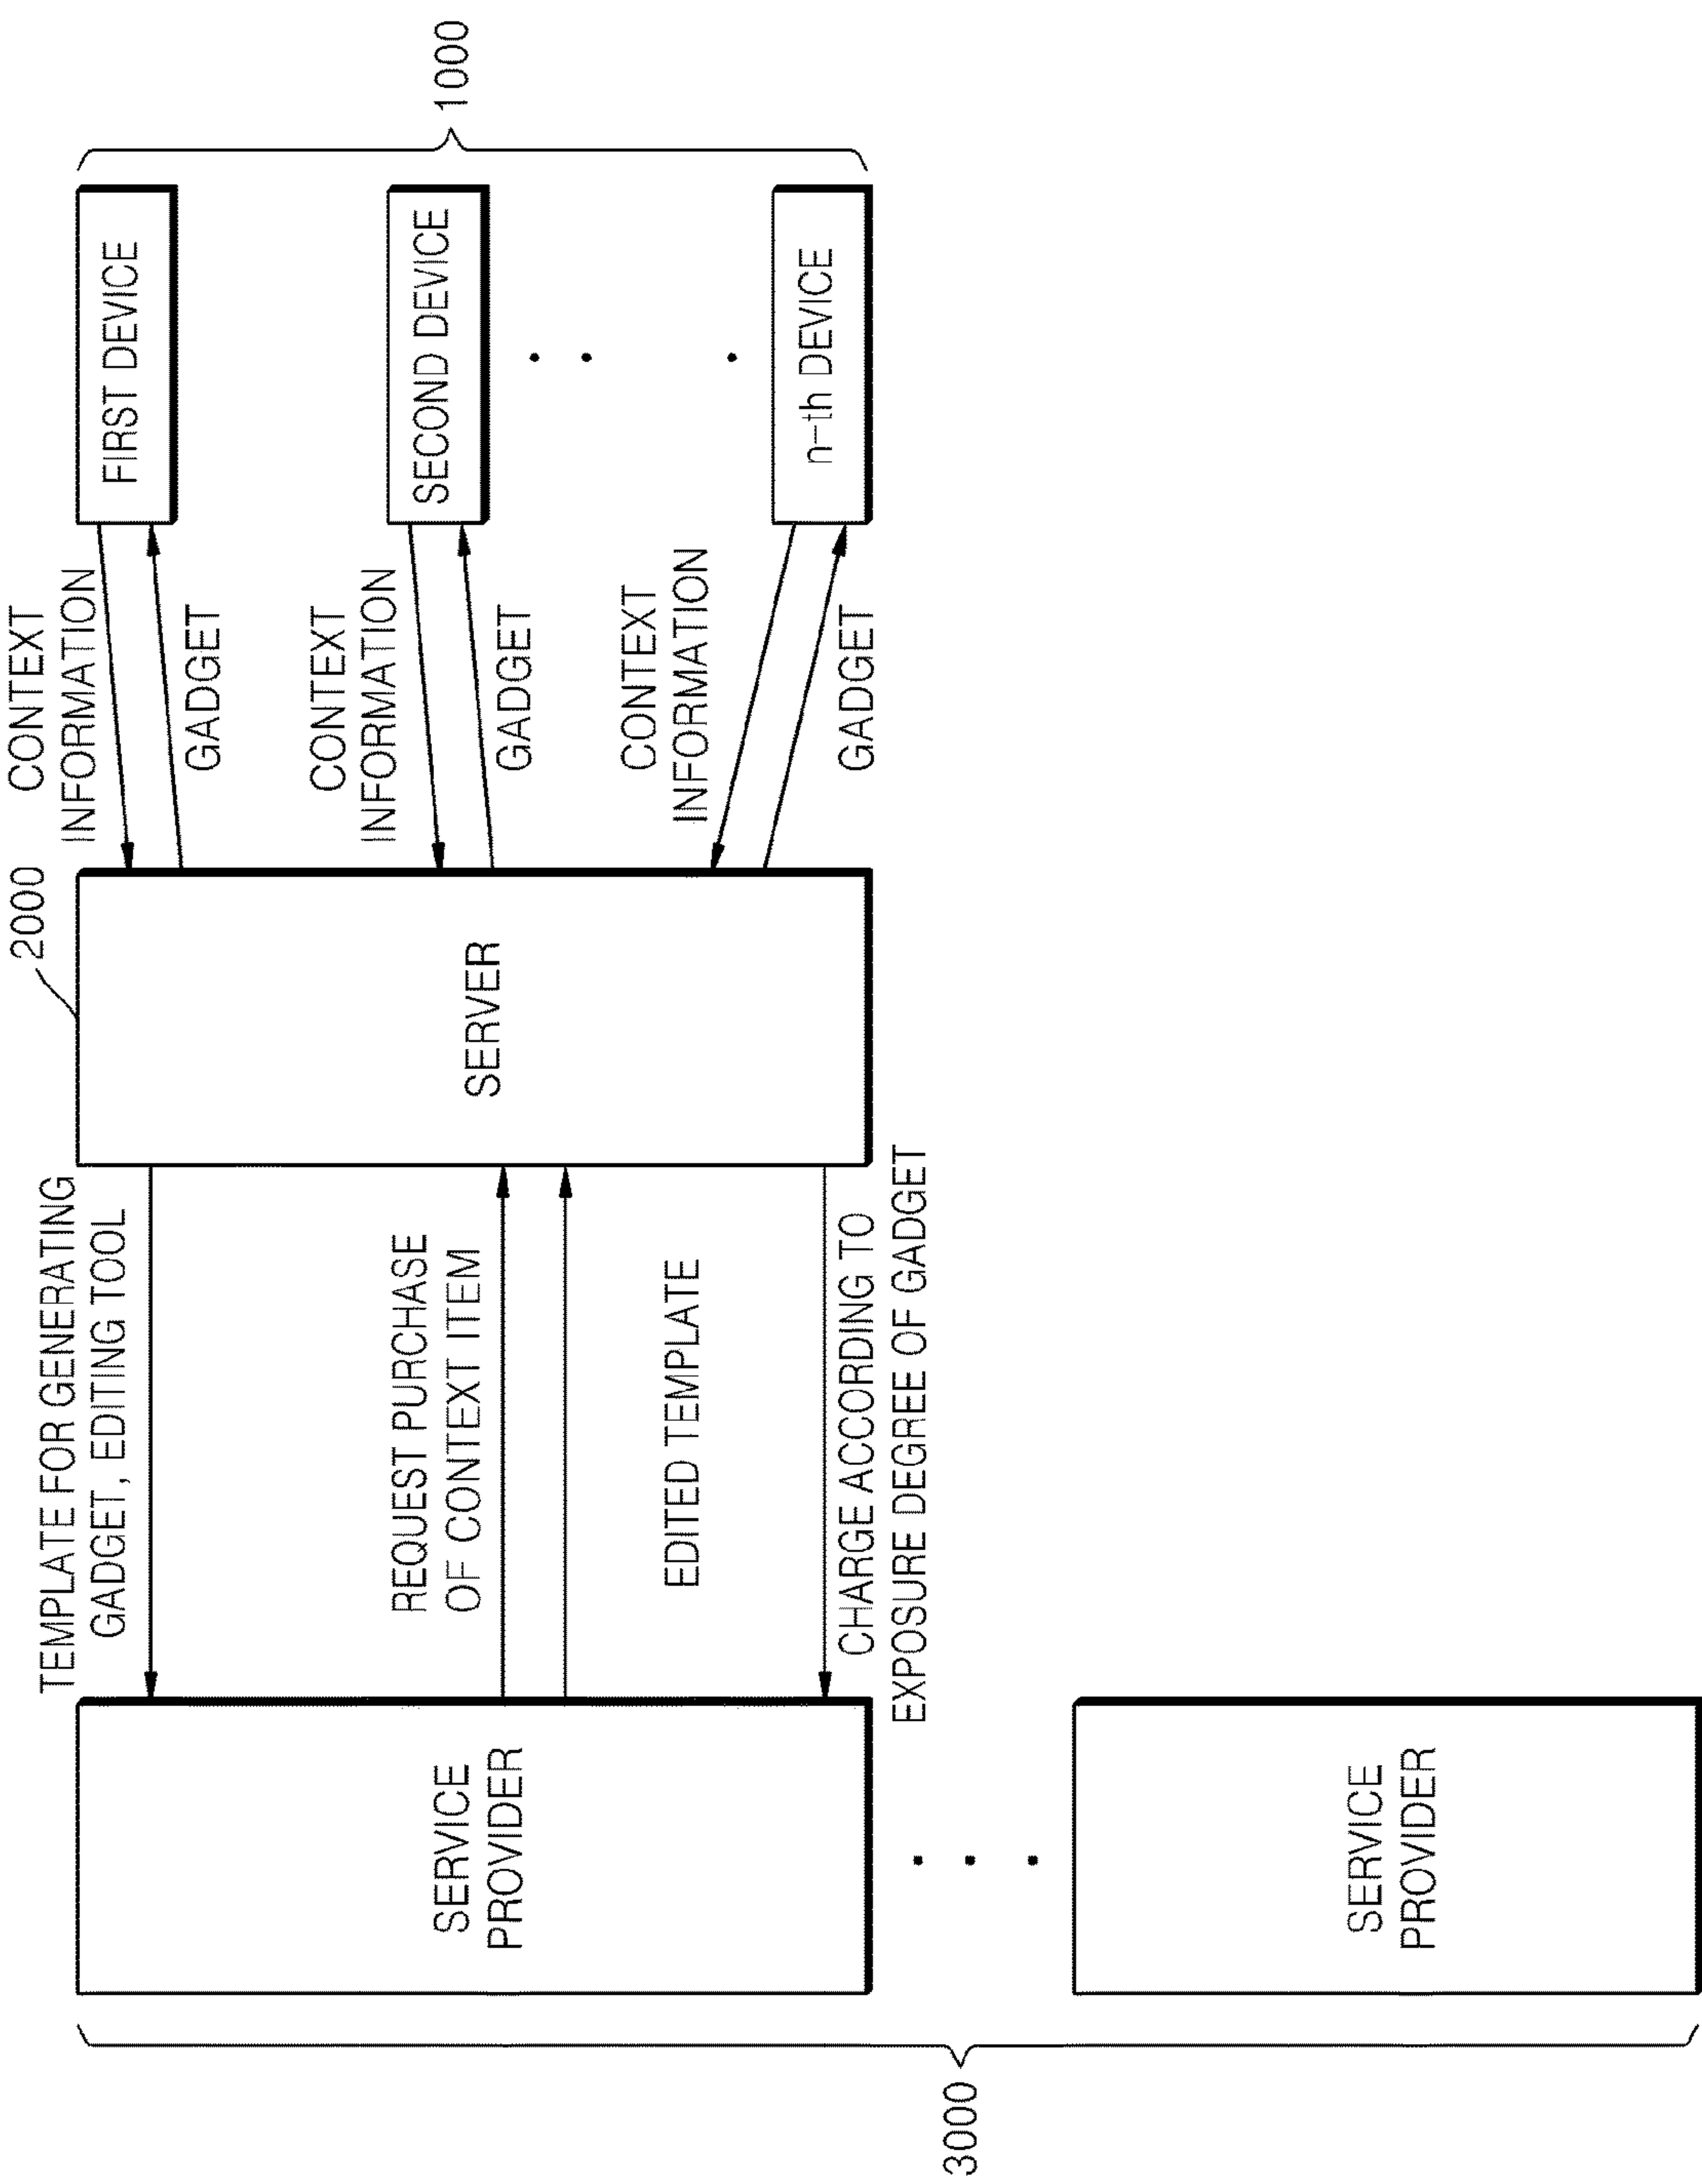 3000
SERVICE
PROVIDER
SERVICE
PROVIDER
TEMPLATE FOR GENERATING
GADGET, EDITING TOOL
REQUEST PURCHASE
OF CONTEXT ITEM
EDITED TEMPLATE
CHARGE ACCORDING TO
EXPOSURE DEGREE OF GADGET
2000
SERVER
CONTEXT
INFORMATION
GADGET
CONTEXT
INFORMATION
GADGET
CONTEXT
INFORMATION
GADGET
FIRST DEVICE
SECOND DEVICE
n-th DEVICE
1000